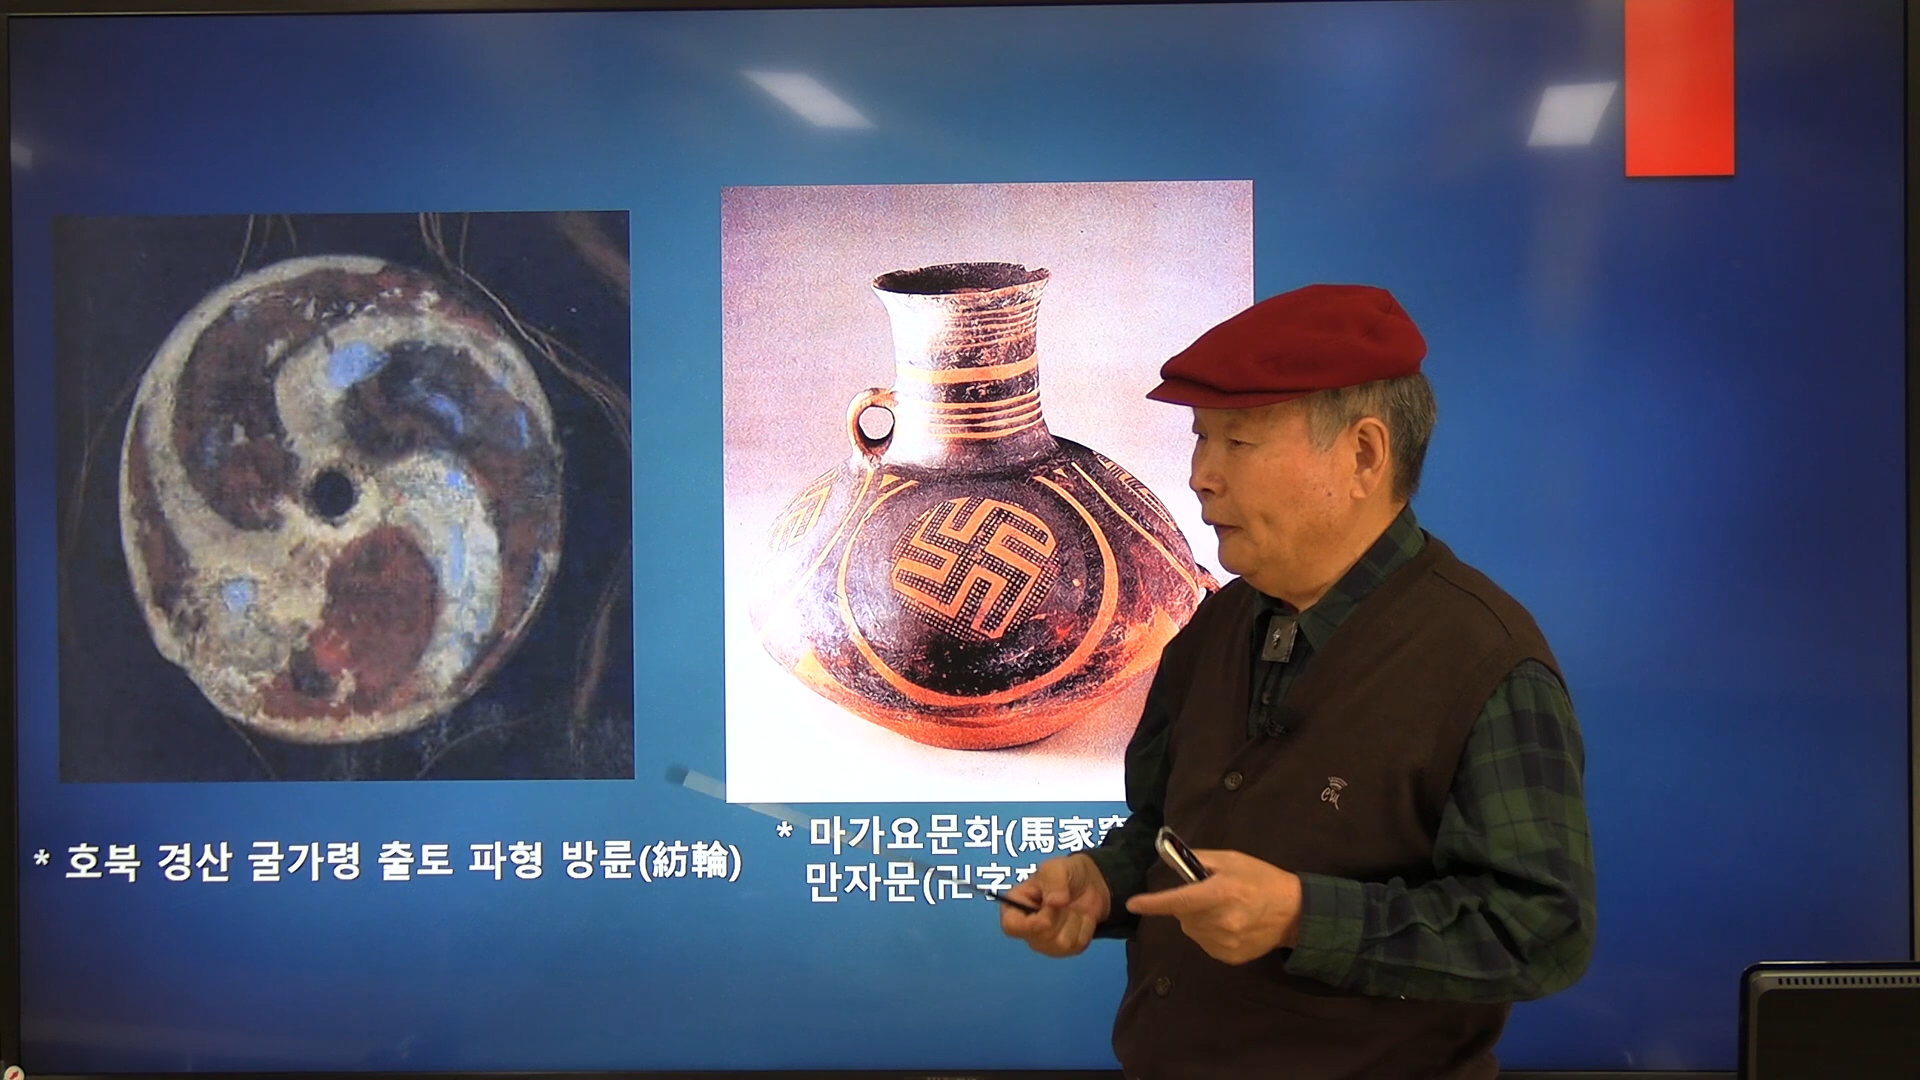 * 호북 경산 굴가령 출토 파형 방륜(紡輪)
* 마가요문화(馬家
만자문(卍字